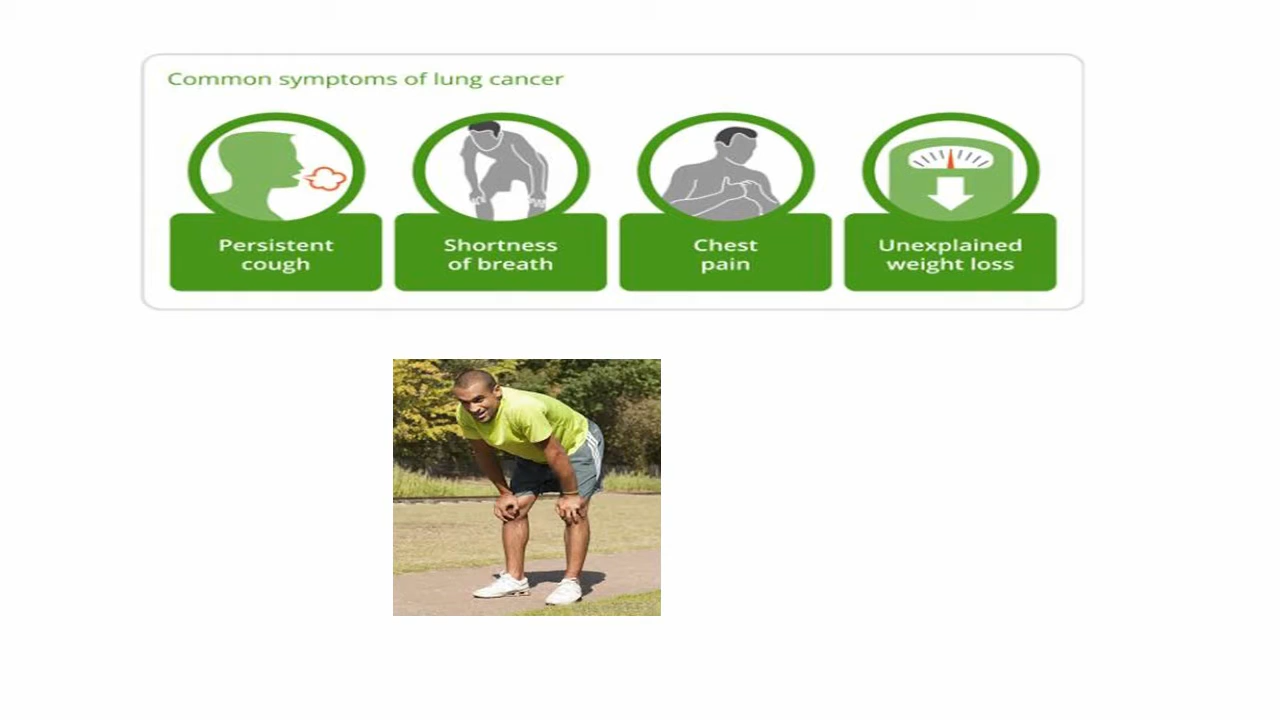 Common symptoms of lung cancer
Persistent
cough
Shortness
of breath
Chest
pain
Unexplained
weight loss